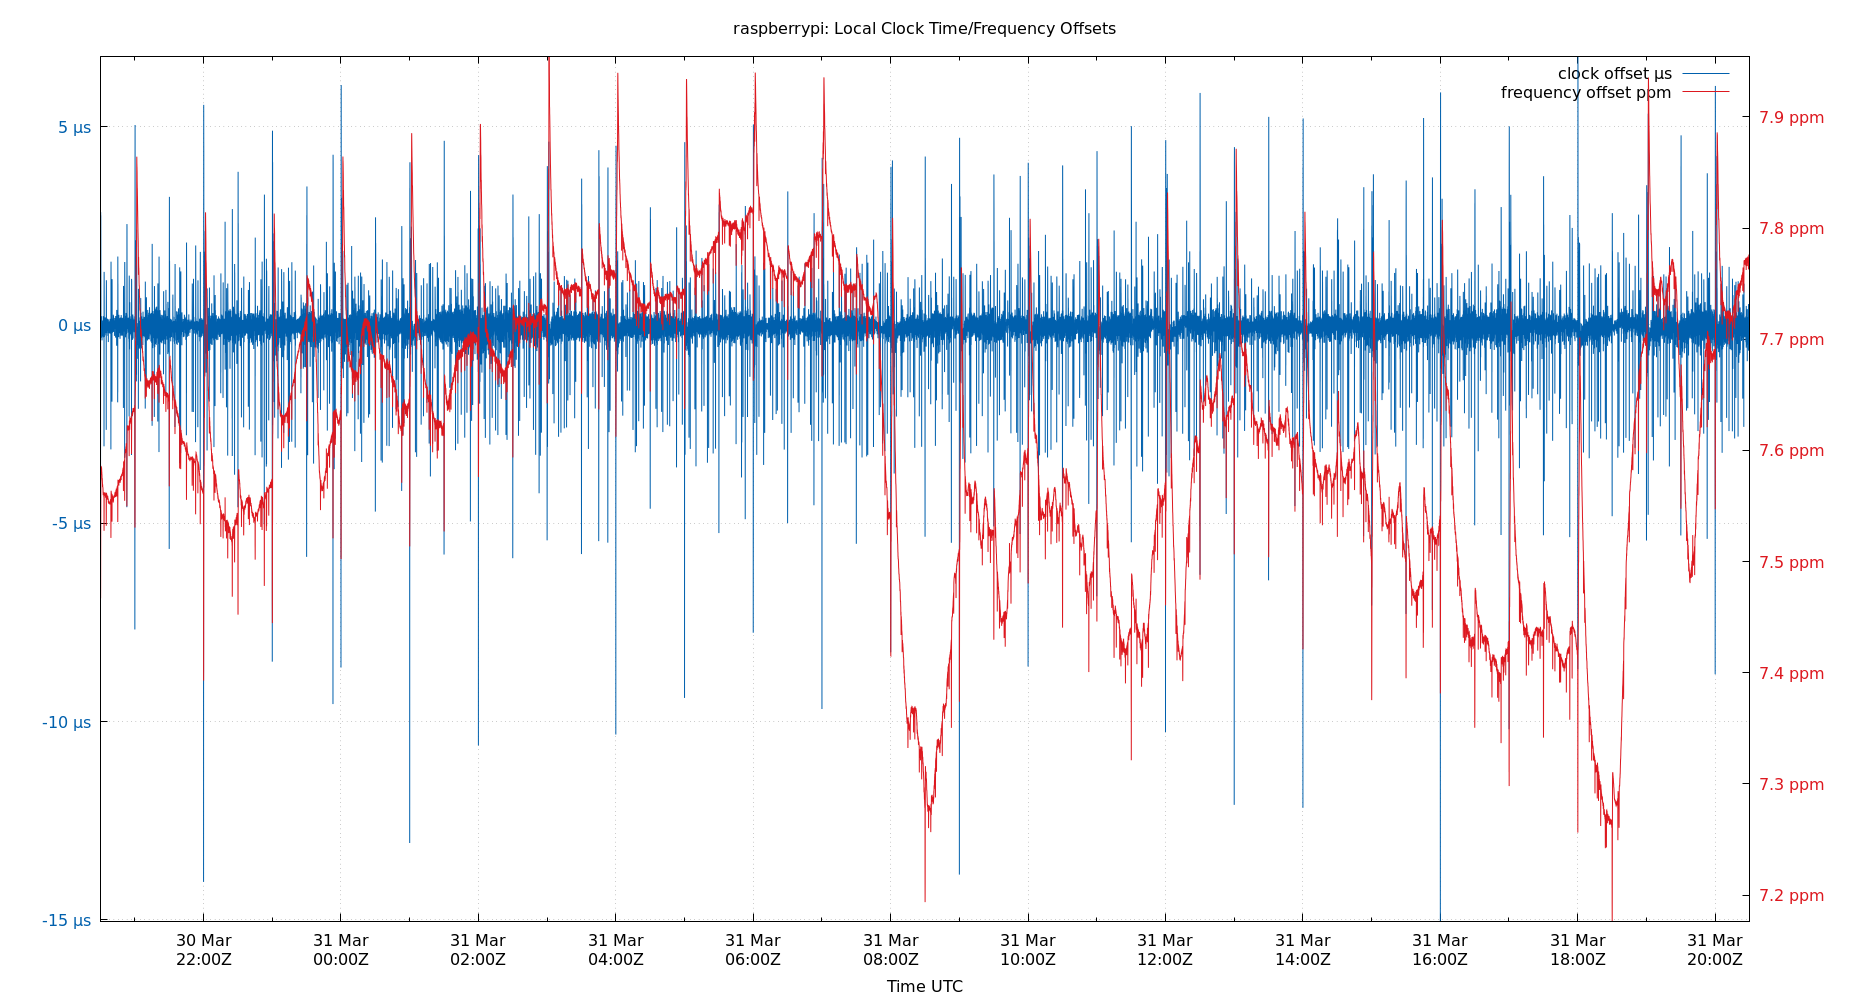 raspberrypi: Local Clock Time/Frequency Offsets
clock offset µs
frequency offset ppm
5 µs
0 µs
-5 µs
-10 µs
-15 µs
7.9 ppm
7.8 ppm
7.7 ppm
7.6 ppm
7.5 ppm
7.4 ppm
7.3 ppm
7.2 ppm
30 Mar 31 Mar 31 Mar 31 Mar 31 Mar 31 Mar 31 Mar 31 Mar 31 Mar 31 Mar 31 Mar 31 Mar
22:00Z 00:00Z 02:00Z 04:00Z 06:00Z 08:00Z 10:00Z 12:00Z 14:00Z 16:00Z 18:00Z 20:00Z
Time UTC